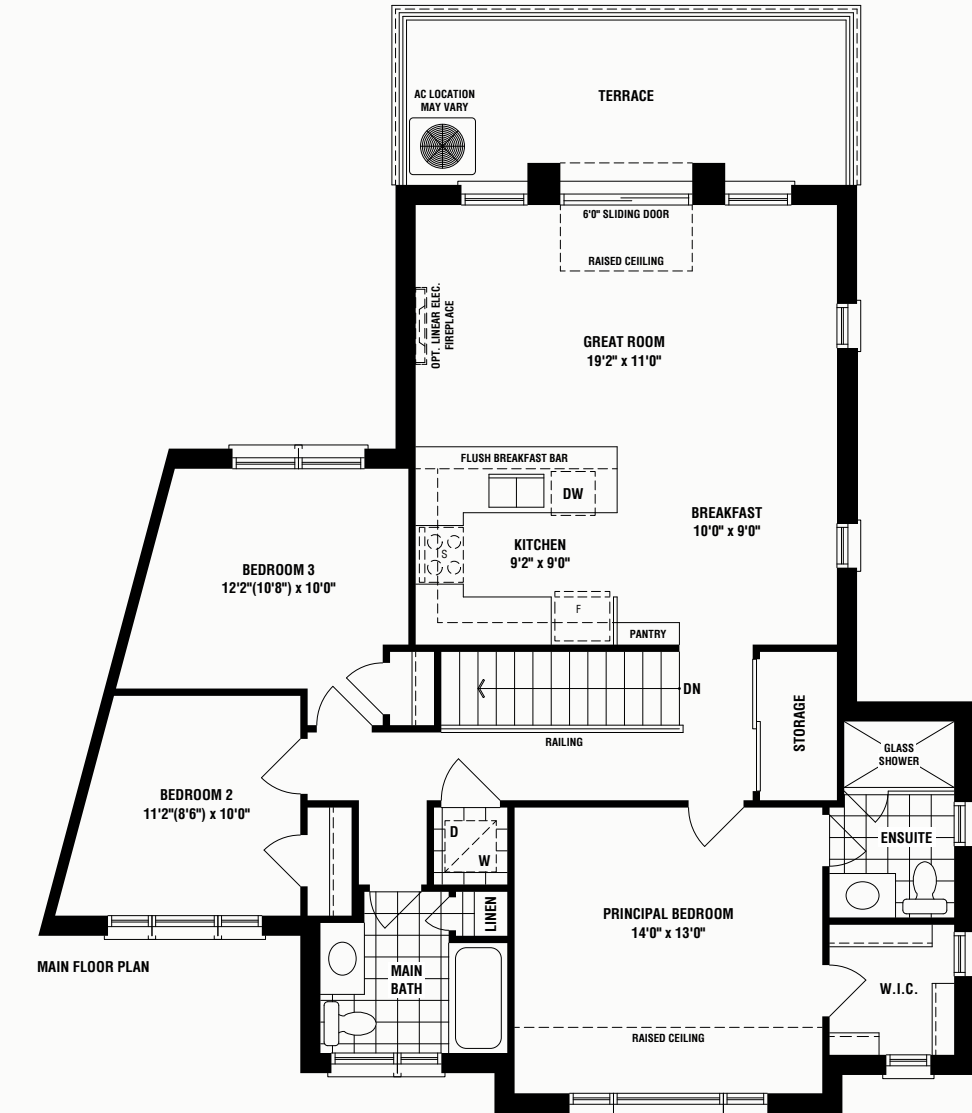 AC LOCATION
MAY VARY
TERRACE
6'0" SLIDING DOOR
RAISED CEIILING
OPT. LINEAR ELEC.
FIREPLACE
GREAT ROOM
19'2" x 11'0"
FLUSH BREAKFAST BAR
DW
BREAKFAST
10'0" x 9'0"
S
KITCHEN
9'2" x 9'0"
BEDROOM 3
12'2"(10'8") x 10'0"
F
PANTRY
DN
STORAGE
RAILING
GLASS
SHOWER
BEDROOM 2
11'2"(8'6") x 10'0"
D
W
ENSUITE
LINEN
PRINCIPAL BEDROOM
14'0" x 13'0"
MAIN FLOOR PLAN
MAIN
BATH
W.I.C.
RAISED CEILING